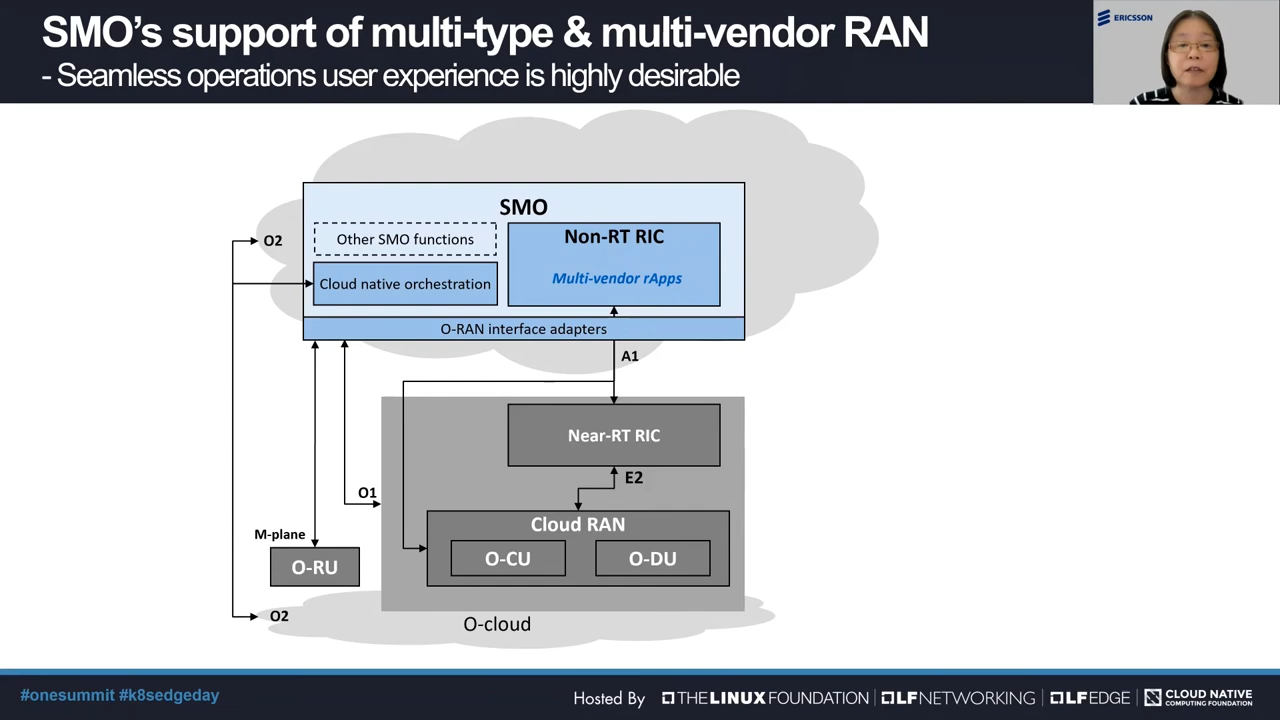 SMO's support of multi-type & multi-vendor RAN
- Seamless operations user experience is highly desirable
ERICSSON
SMO
Other SMO functions
Non-RT RIC
O2
Cloud native orchestration
Multi-vendor rApps
O-RAN interface adapters
A1
Near-RT RIC
E2
O1
Cloud RAN
M-plane
O-CU
O-DU
O-RU
O2
O-cloud
#onesummit #k8sedgeday
Hosted By
THE LINUX FOUNDATION
LF NETWORKING
LF EDGE
CLOUD NATIVE
COMPUTING FOUNDATION